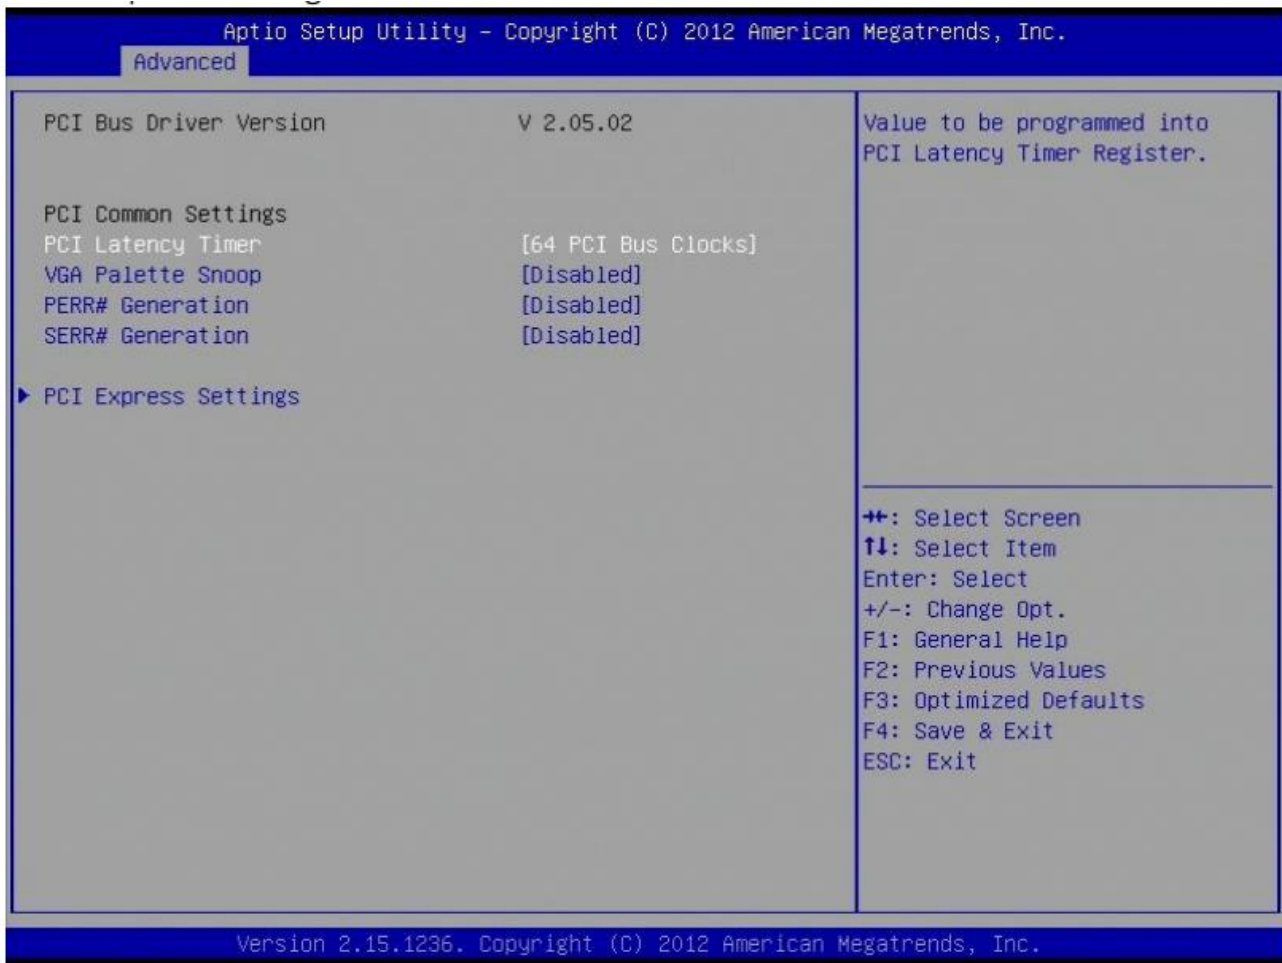 Aptio Setup Utility – Copyright (C) 2012 American Megatrends, Inc.
Advanced
PCI Bus Driver Version V 2.05.02
PCI Common Settings
PCI Latency Timer [64 PCI Bus Clocks]
VGA Palette Snoop [Disabled]
PERR# Generation [Disabled]
SERR# Generation [Disabled]
▶ PCI Express Settings
Value to be programmed into
PCI Latency Timer Register.
→←: Select Screen
↑↓: Select Item
Enter: Select
+/-: Change Opt.
F1: General Help
F2: Previous Values
F3: Optimized Defaults
F4: Save & Exit
ESC: Exit
Version 2.15.1236. Copyright (C) 2012 American Megatrends, Inc.